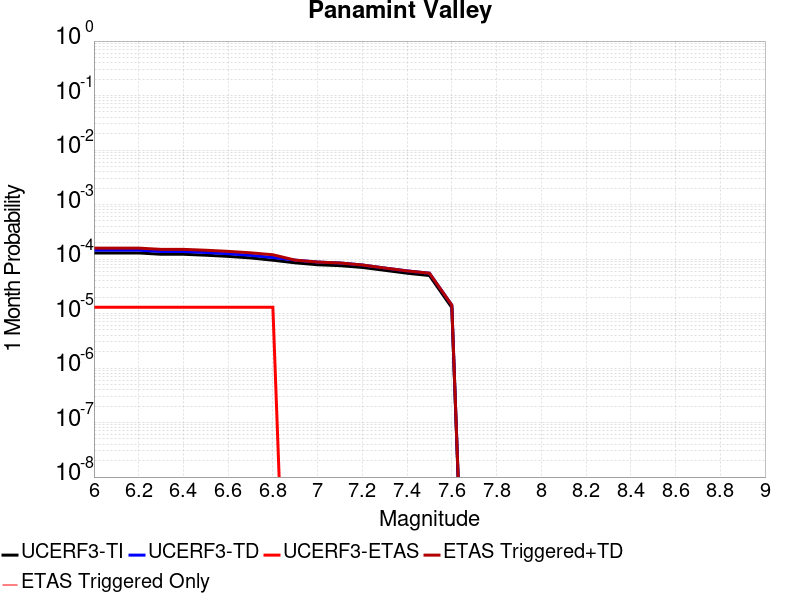 Panamint Valley
10^0
10^-1
10^-2
10^-3
10^-4
10^-5
10^-6
10^-7
10^-8
1 Month Probability
6 6.2 6.4 6.6 6.8 7 7.2 7.4 7.6 7.8 8 8.2 8.4 8.6 8.8 9
Magnitude
UCERF3-TI UCERF3-TD UCERF3-ETAS ETAS Triggered+TD
ETAS Triggered Only